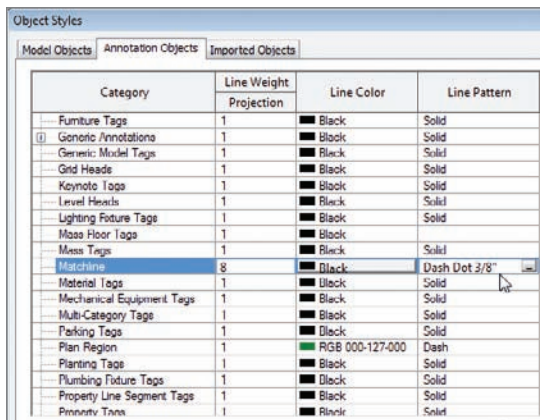 Object Styles
Model Objects Annotation Objects Imported Objects
Category Line Weight Line Color Line Pattern
Projection
Furniture Tags 1 Black Solid
Generic Annotations 1 Black Solid
Generic Model Tags 1 Black Solid
Grid Heads 1 Black Solid
Keynote Tags 1 Black Solid
Level Heads 1 Black Solid
Lighting Fixture Tags 1 Black Solid
Mass Floor Tags 1 Black
Mass Tags 1 Black Solid
Matchline 8 Black Dash Dot 3/8"
Material Tags 1 Black Solid
Mechanical Equipment Tags 1 Black Solid
Multi-Category Tags 1 Black Solid
Parking Tags 1 Black Solid
Plan Region 1 RGB 000-127-000 Dash
Planting Tags 1 Black Solid
Plumbing Fixture Tags 1 Black Solid
Property Line Segment Tags 1 Black Solid
Property Tags 1 Black Solid